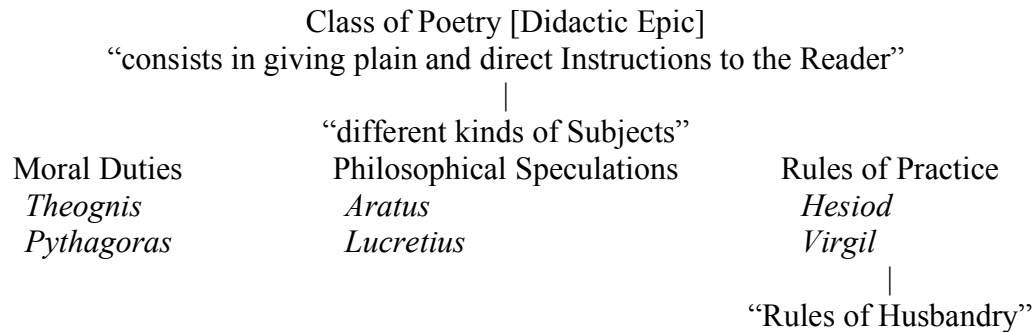 Class of Poetry [Didactic Epic]
“consists in giving plain and direct Instructions to the Reader”
|
“different kinds of Subjects”
Moral Duties Philosophical Speculations Rules of Practice
Theognis Aratus Hesiod
Pythagoras Lucretius Virgil
|
“Rules of Husbandry”